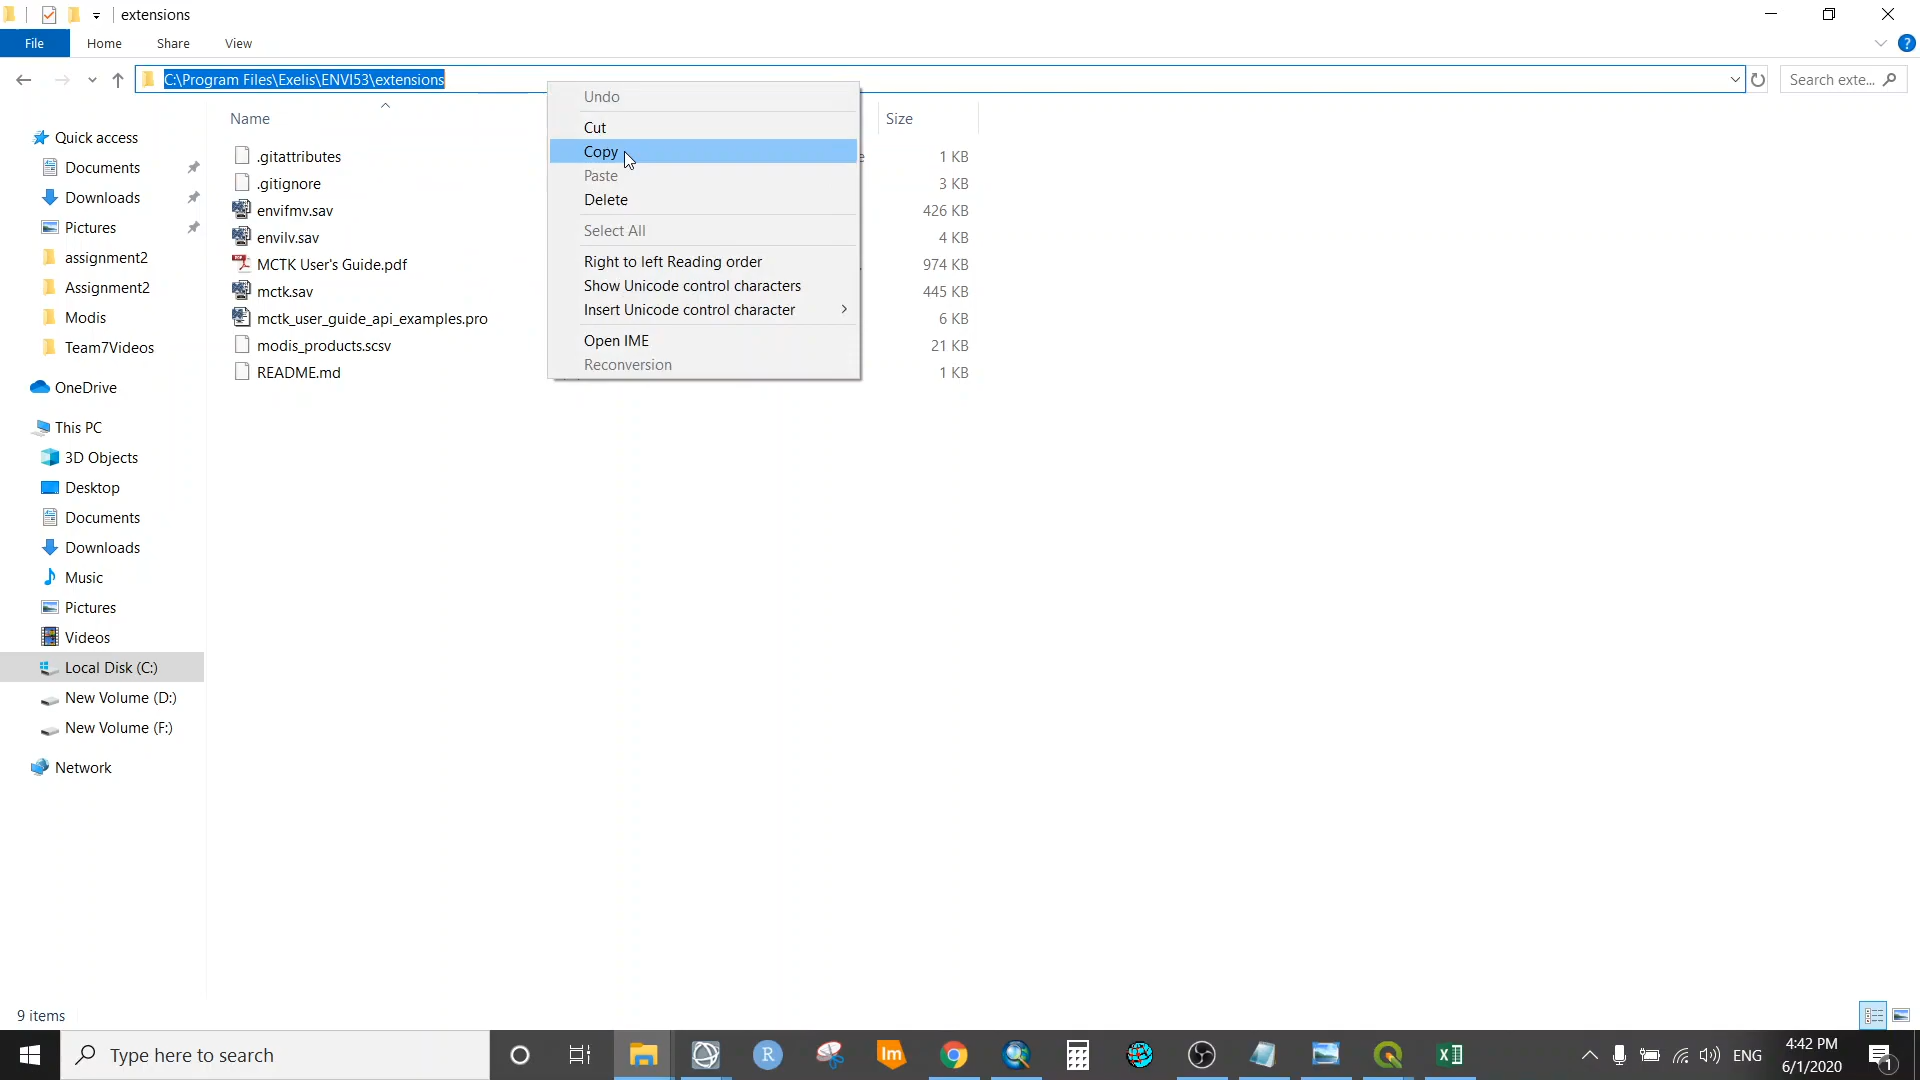 extensions
File Home Share View
C:\Program Files\Exelis\ENVI53\extensions
Search exte...
Name
Size
Quick access
Documents
Downloads
Pictures
assignment2
Assignment2
Modis
Team7Videos
OneDrive
This PC
3D Objects
Desktop
Documents
Downloads
Music
Pictures
Videos
Local Disk (C:)
New Volume (D:)
New Volume (F:)
Network
.gitattributes 1 KB
.gitignore 3 KB
envifmv.sav 426 KB
envilv.sav 4 KB
MCTK User's Guide.pdf 974 KB
mctk.sav 445 KB
mctk_user_guide_api_examples.pro 6 KB
modis_products.scsv 21 KB
README.md 1 KB
Undo
Cut
Copy
Paste
Delete
Select All
Right to left Reading order
Show Unicode control characters
Insert Unicode control character
Open IME
Reconversion
9 items
Type here to search
R
Im
ENG
4:42 PM
6/1/2020
1